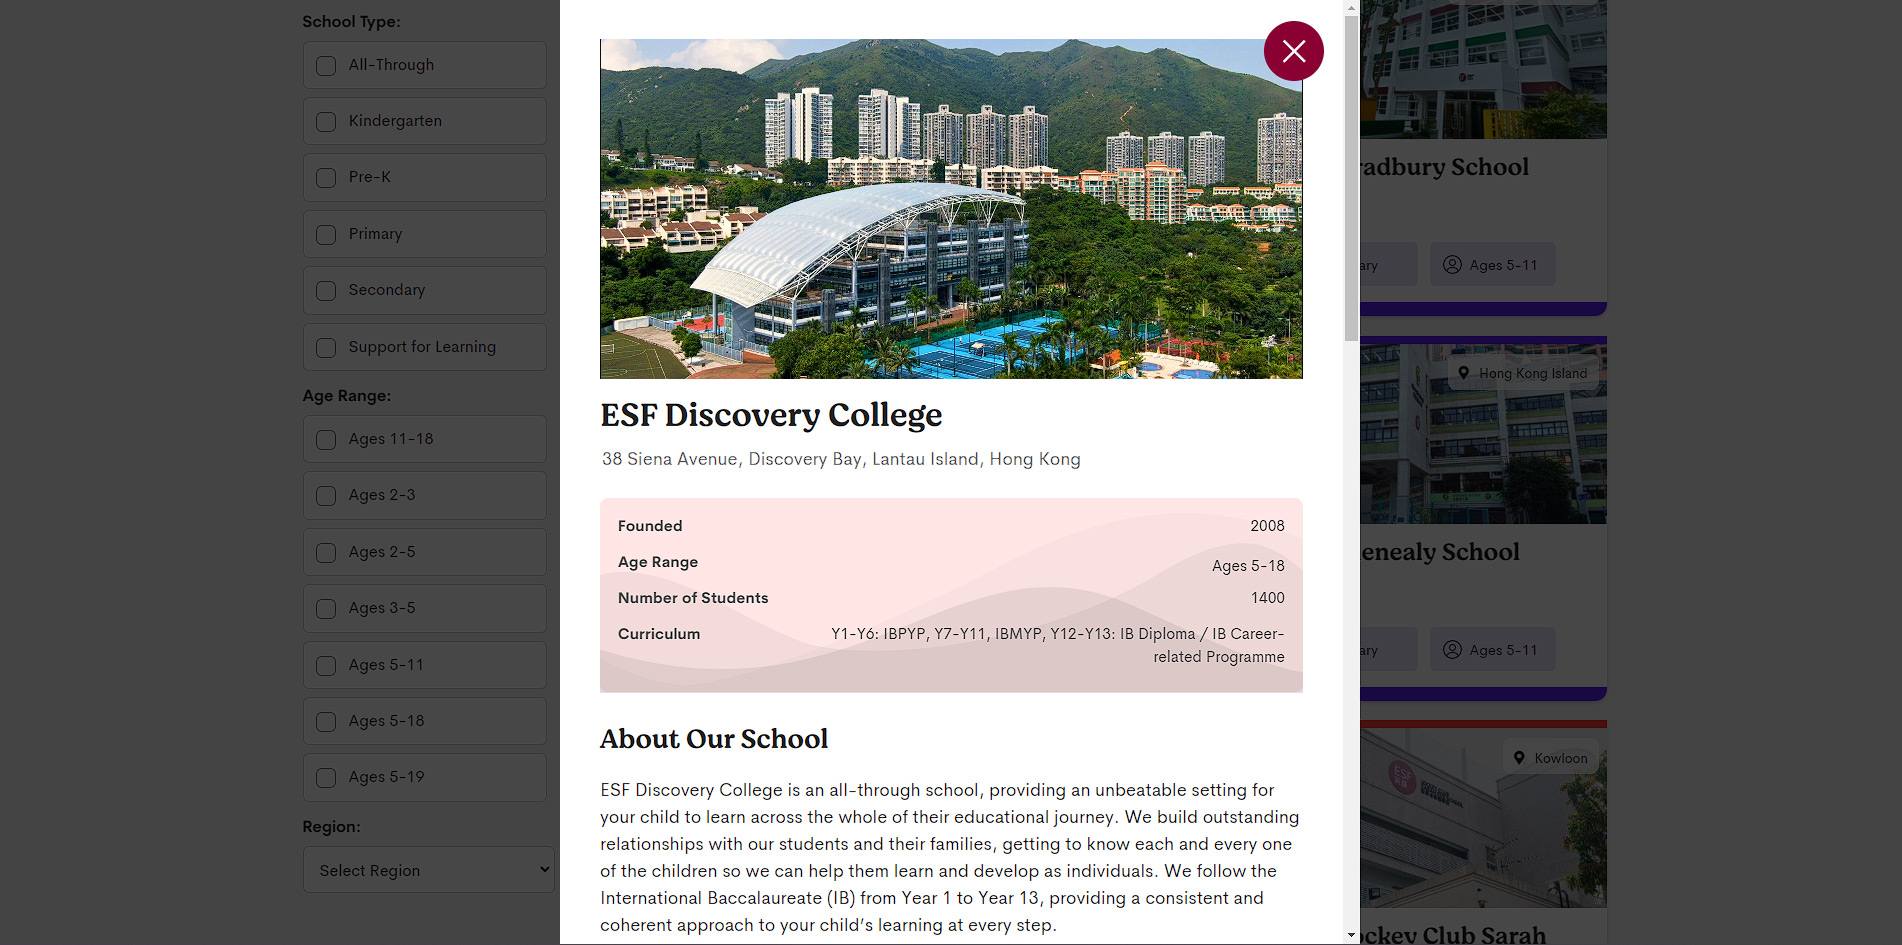 School Type:
All-Through
Kindergarten
Pre-K
Primary
Secondary
Support for Learning
Age Range:
Ages 11-18
Ages 2-3
Ages 2-5
Ages 3-5
Ages 5-11
Ages 5-18
Ages 5-19
Region:
Select Region
ESF Discovery College
38 Siena Avenue, Discovery Bay, Lantau Island, Hong Kong
Founded 2008
Age Range Ages 5-18
Number of Students 1400
Curriculum Y1-Y6: IBPYP, Y7-Y11, IBMYP, Y12-Y13: IB Diploma / IB Career-
related Programme
About Our School
ESF Discovery College is an all-through school, providing an unbeatable setting for
your child to learn across the whole of their educational journey. We build outstanding
relationships with our students and their families, getting to know each and every one
of the children so we can help them learn and develop as individuals. We follow the
International Baccalaureate (IB) from Year 1 to Year 13, providing a consistent and
coherent approach to your child's learning at every step.
radbury School
ary
Ages 5-11
Hong Kong Island
enealy School
ary
Ages 5-11
Kowloon
ESF
ockey Club Sarah